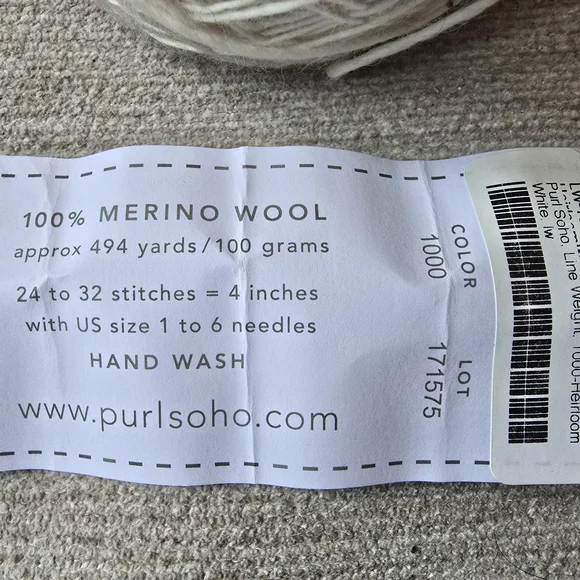 100% MERINO WOOL
approx 494 yards/100 grams
24 to 32 stitches = 4 inches
with US size 1 to 6 needles
HAND WASH
www.purlsoho.com
COLOR
1000
LOT
171575
Purl Soho, Line Weight, 1000-Heirloom
White, lw